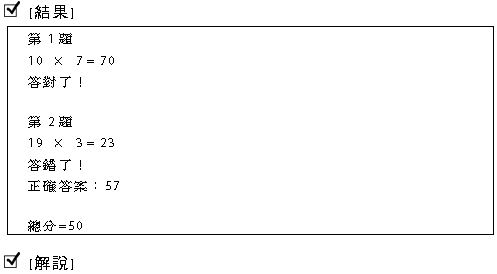 [結果]
第 1 題
10 × 7 = 70
答對了！
第 2 題
19 × 3 = 23
答錯了！
正確答案：57
總分=50
[解說]